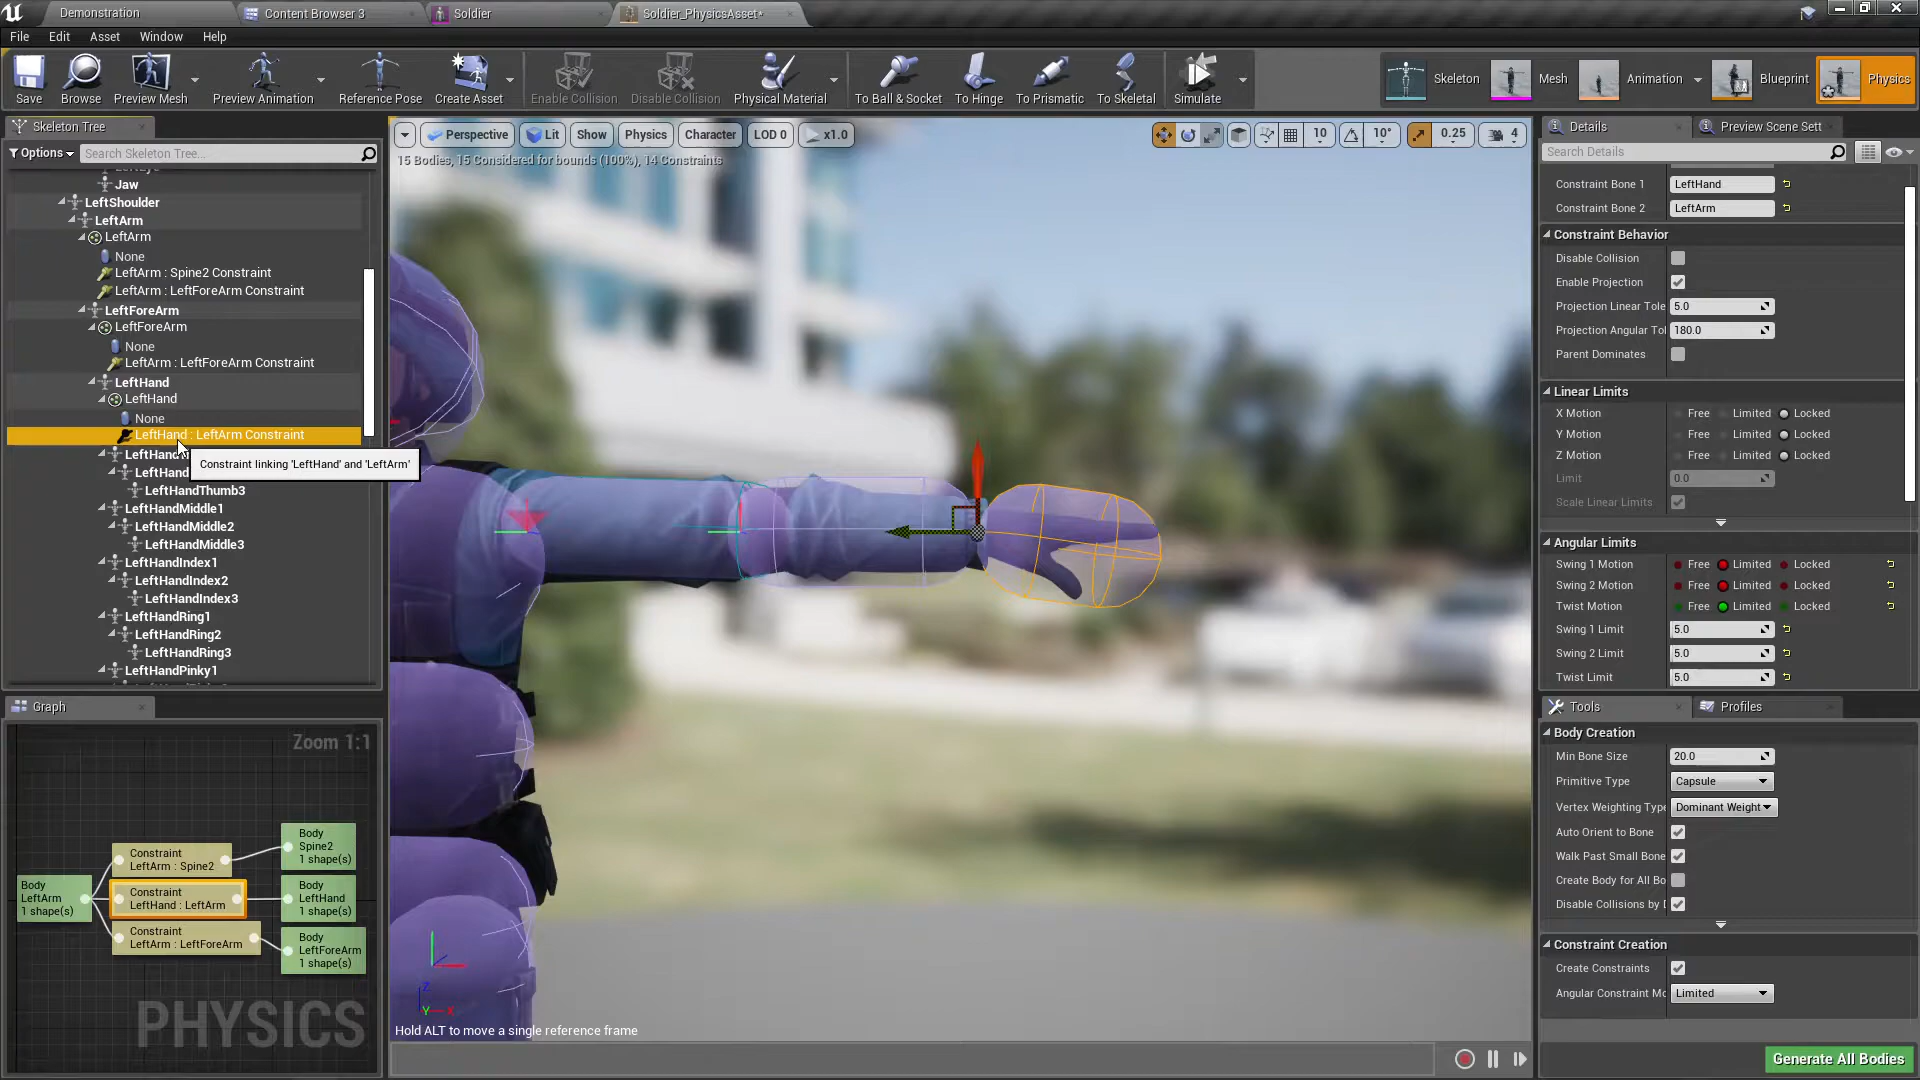 Demonstration
Content Browser 3
Soldier
Soldier_PhysicsAsset*
File Edit Asset Window Help
Save
Browse
Preview Mesh
Preview Animation
Reference Pose
Create Asset
Enable Collision
Disable Collision
Physical Material
To Ball & Socket
To Hinge
To Prismatic
To Skeletal
Simulate
Skeleton
Mesh
Animation
Blueprint
Physics
Skeleton Tree
Options
Search Skeleton Tree...
Jaw
LeftShoulder
LeftArm
LeftArm
None
LeftArm : Spine2 Constraint
LeftArm : LeftForeArm Constraint
LeftForeArm
LeftForeArm
None
LeftArm : LeftForeArm Constraint
LeftHand
LeftHand
None
LeftHand : LeftArm Constraint
Constraint linking 'LeftHand' and 'LeftArm'
LeftHandThumb3
LeftHandMiddle1
LeftHandMiddle2
LeftHandMiddle3
LeftHandIndex1
LeftHandIndex2
LeftHandIndex3
LeftHandRing1
LeftHandRing2
LeftHandRing3
LeftHandPinky1
Graph
Zoom 1:1
Body
LeftArm
1 shape(s)
Constraint
LeftArm : Spine2
Constraint
LeftHand : LeftArm
Constraint
LeftArm : LeftForeArm
Body
Spine2
1 shape(s)
Body
LeftHand
1 shape(s)
Body
LeftForeArm
1 shape(s)
PHYSICS
Perspective
Lit
Show
Physics
Character
LOD 0
x1.0
10
10°
0.25
4
15 Bodies, 15 Considered for bounds (100%), 14 Constraints
Z
Y X
Hold ALT to move a single reference frame
Details
Preview Scene Sett
Search Details
Constraint Bone 1 LeftHand
Constraint Bone 2 LeftArm
Constraint Behavior
Disable Collision
Enable Projection
Projection Linear Tole 5.0
Projection Angular Tol 180.0
Parent Dominates
Linear Limits
X Motion Free Limited Locked
Y Motion Free Limited Locked
Z Motion Free Limited Locked
Limit 0.0
Scale Linear Limits
Angular Limits
Swing 1 Motion Free Limited Locked
Swing 2 Motion Free Limited Locked
Twist Motion Free Limited Locked
Swing 1 Limit 5.0
Swing 2 Limit 5.0
Twist Limit 5.0
Tools
Profiles
Body Creation
Min Bone Size 20.0
Primitive Type Capsule
Vertex Weighting Type Dominant Weight
Auto Orient to Bone
Walk Past Small Bone
Create Body for All Bo
Disable Collisions by
Constraint Creation
Create Constraints
Angular Constraint Mo Limited
Generate All Bodies